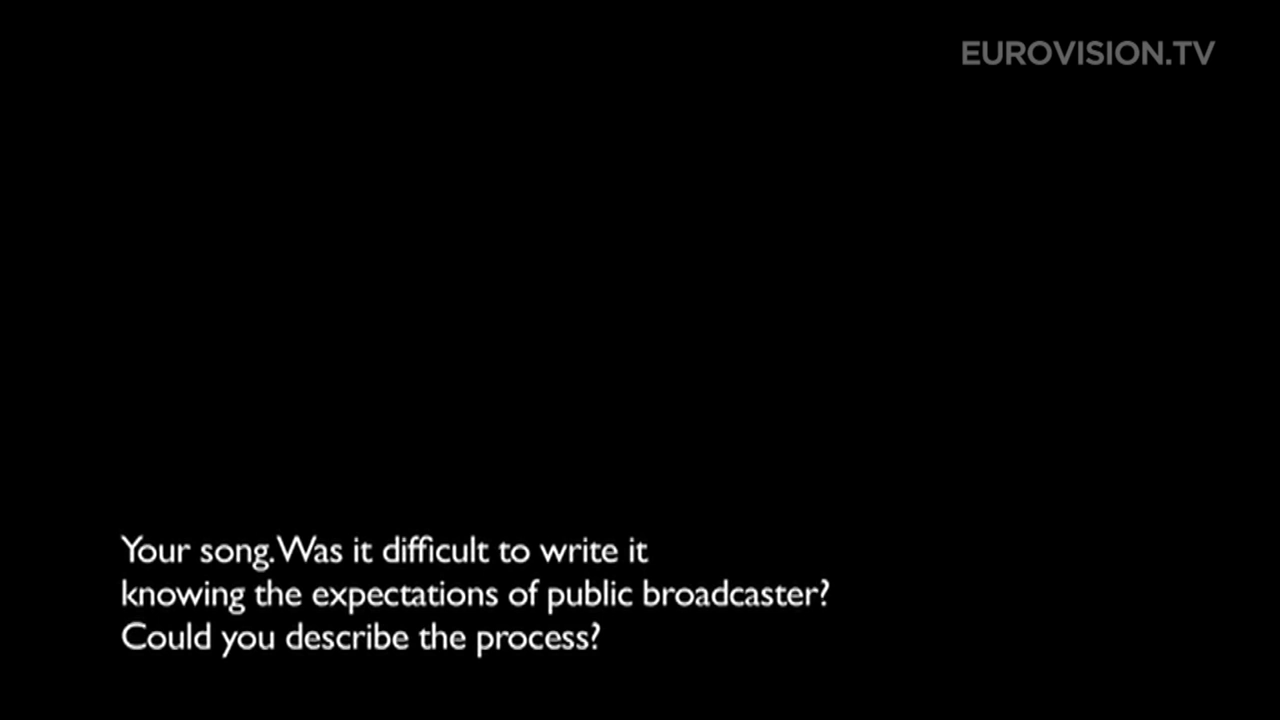 EUROVISION.TV
Your song. Was it difficult to write it
knowing the expectations of public broadcaster?
Could you describe the process?